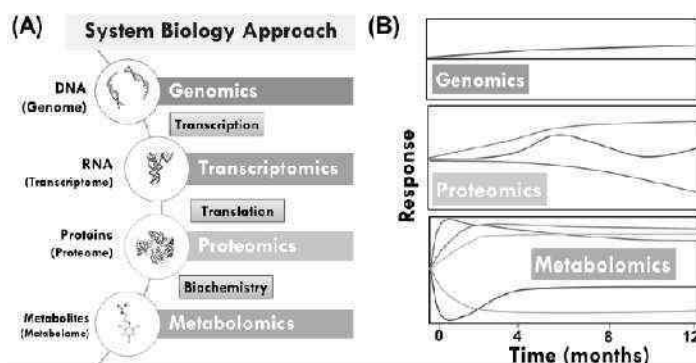 (A)
System Biology Approach
DNA
(Genome)
Genomics
Transcription
RNA
(Transcriptome)
Transcriptomics
Translation
Proteins
(Proteome)
Proteomics
Biochemistry
Metabolites
(Metabolome)
Metabolomics
(B)
Genomics
Proteomics
Metabolomics
Response
0 4 8 12
Time (months)